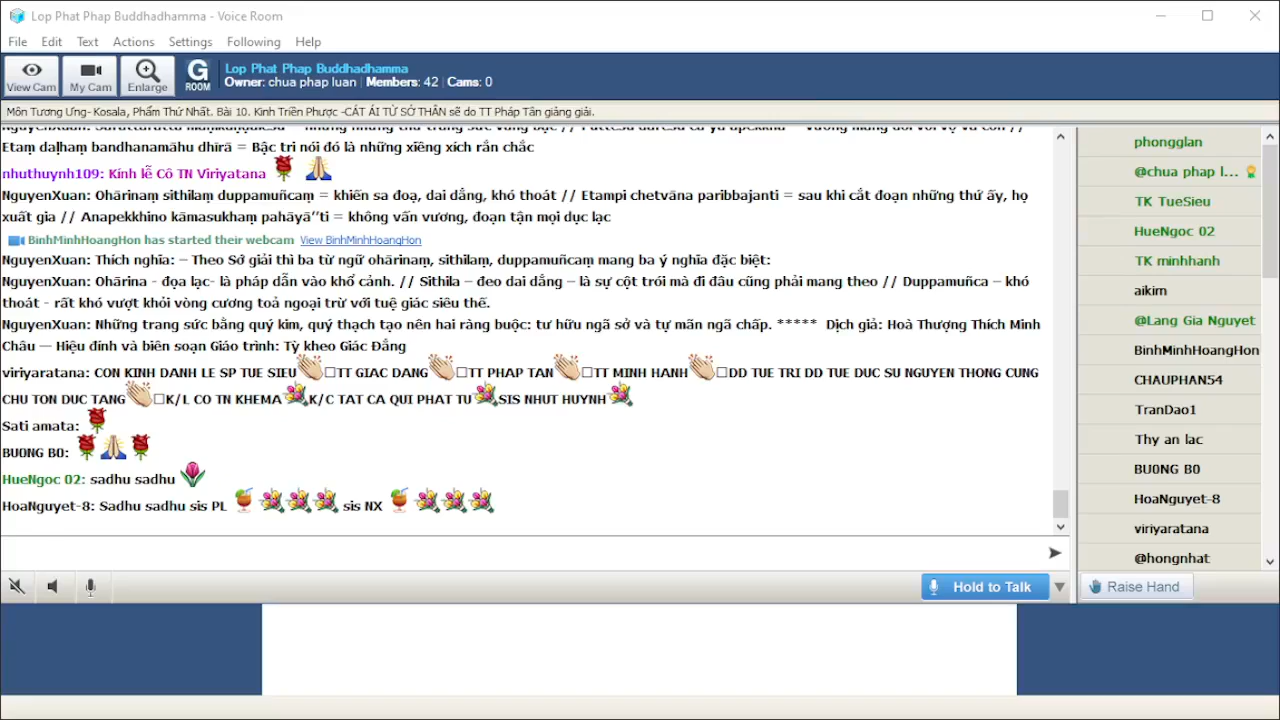 Lop Phat Phap Buddhadhamma - Voice Room
File Edit Text Actions Settings Following Help
View Cam My Cam Enlarge G ROOM
Lop Phat Phap Buddhadhamma
Owner: chua phap luan | Members: 42 | Cams: 0
Môn Tương Ưng- Kosala, Phẩm Thứ Nhất. Bài 10. Kinh Triền Phược -CÁT ÁI TỪ SỞ THÂN sẽ do TT Pháp Tân giảng giải.
Etaṃ daḷhaṃ bandhanamāhu dhīrā = Bậc trí nói đó là những xiềng xích rắn chắc
nhuthuynh109: Kính lễ Cô TN Viriyatana
NguyenXuan: Ohārinaṃ sithilaṃ duppamuñcaṃ = khiến sa đoạ, dai dẳng, khó thoát // Etampi chetvāna paribbajanti = sau khi cắt đoạn những thứ ấy, họ
xuất gia // Anapekkhino kāmasukhaṃ pahāyā’’ti = không vấn vương, đoạn tận mọi dục lạc
BinhMinhHoangHon has started their webcam View BinhMinhHoangHon
NguyenXuan: Thích nghĩa: – Theo Sớ giải thì ba từ ngữ ohārinaṃ, sithilaṃ, duppamuñcaṃ mang ba ý nghĩa đặc biệt:
NguyenXuan: Ohārina - đọa lạc- là pháp dẫn vào khổ cảnh. // Sithila – đeo dai dẳng – là sự cột trói mà đi đâu cũng phải mang theo // Duppamuñca – khó
thoát - rất khó vượt khỏi vòng cương toả ngoại trừ với tuệ giác siêu thế.
NguyenXuan: Những trang sức bằng quý kim, quý thạch tạo nên hai ràng buộc: tư hữu ngã sở và tự mãn ngã chấp. ***** Dịch giả: Hoà Thượng Thích Minh
Châu — Hiệu đính và biên soạn Giáo trình: Tỳ kheo Giác Đẳng
viriyaratana: CON KINH DANH LE SP TUE SIEU TT GIAC DANG TT PHAP TAN TT MINH HANH DD TUE TRI DD TUE DUC SU NGUYEN THONG CUNG
CHU TON DUC TANG K/L CO TN KHEMA K/C TAT CA QUI PHAT TU SIS NHUT HUYNH
Sati amata:
BUONG BO:
HueNgoc 02: sadhu sadhu
HoaNguyet-8: Sadhu sadhu sis PL sis NX
phongglan
@chua phap l...
TK TueSieu
HueNgoc 02
TK minhhanh
aikim
@Lang Gia Nguyet
BinhMinhHoangHon
CHAUPHAN54
TranDao1
Thy an lac
BUONG BO
HoaNguyet-8
viriyaratana
@hongnhat
Hold to Talk
Raise Hand